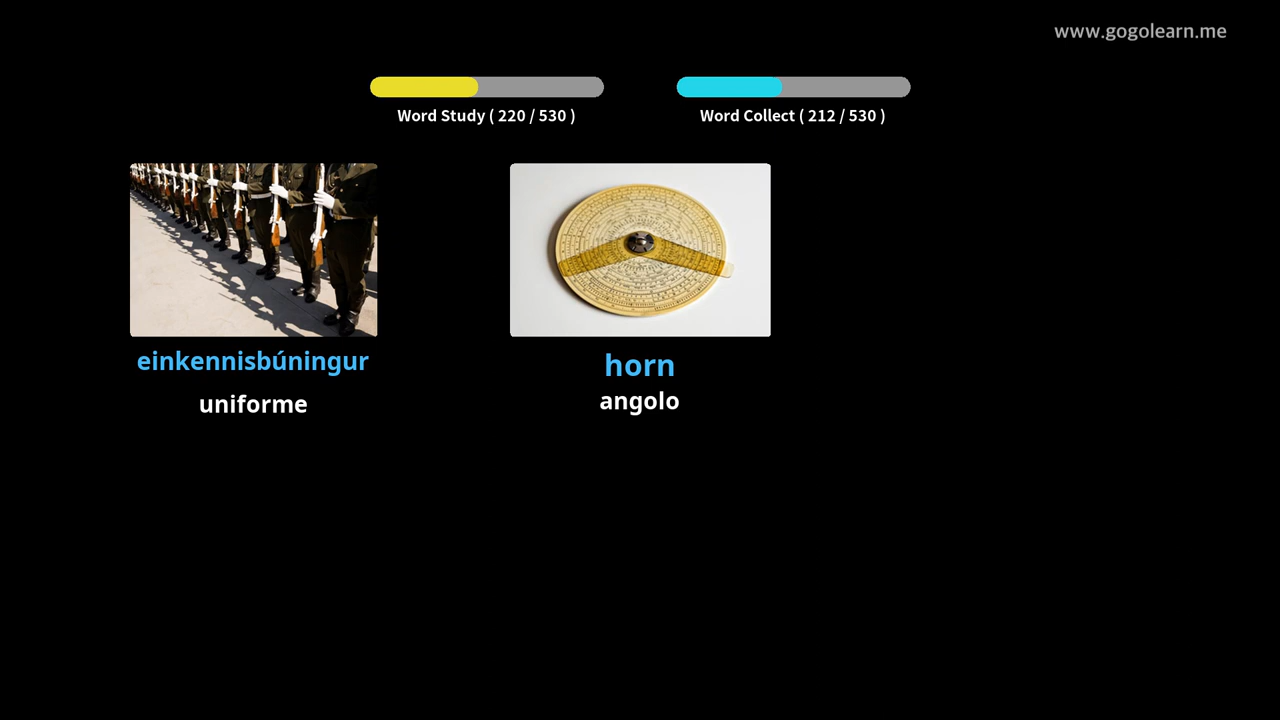 www.gogolearn.me
Word Study ( 220 / 530 )
Word Collect ( 212 / 530 )
einkennisbúningur
uniforme
horn
angolo